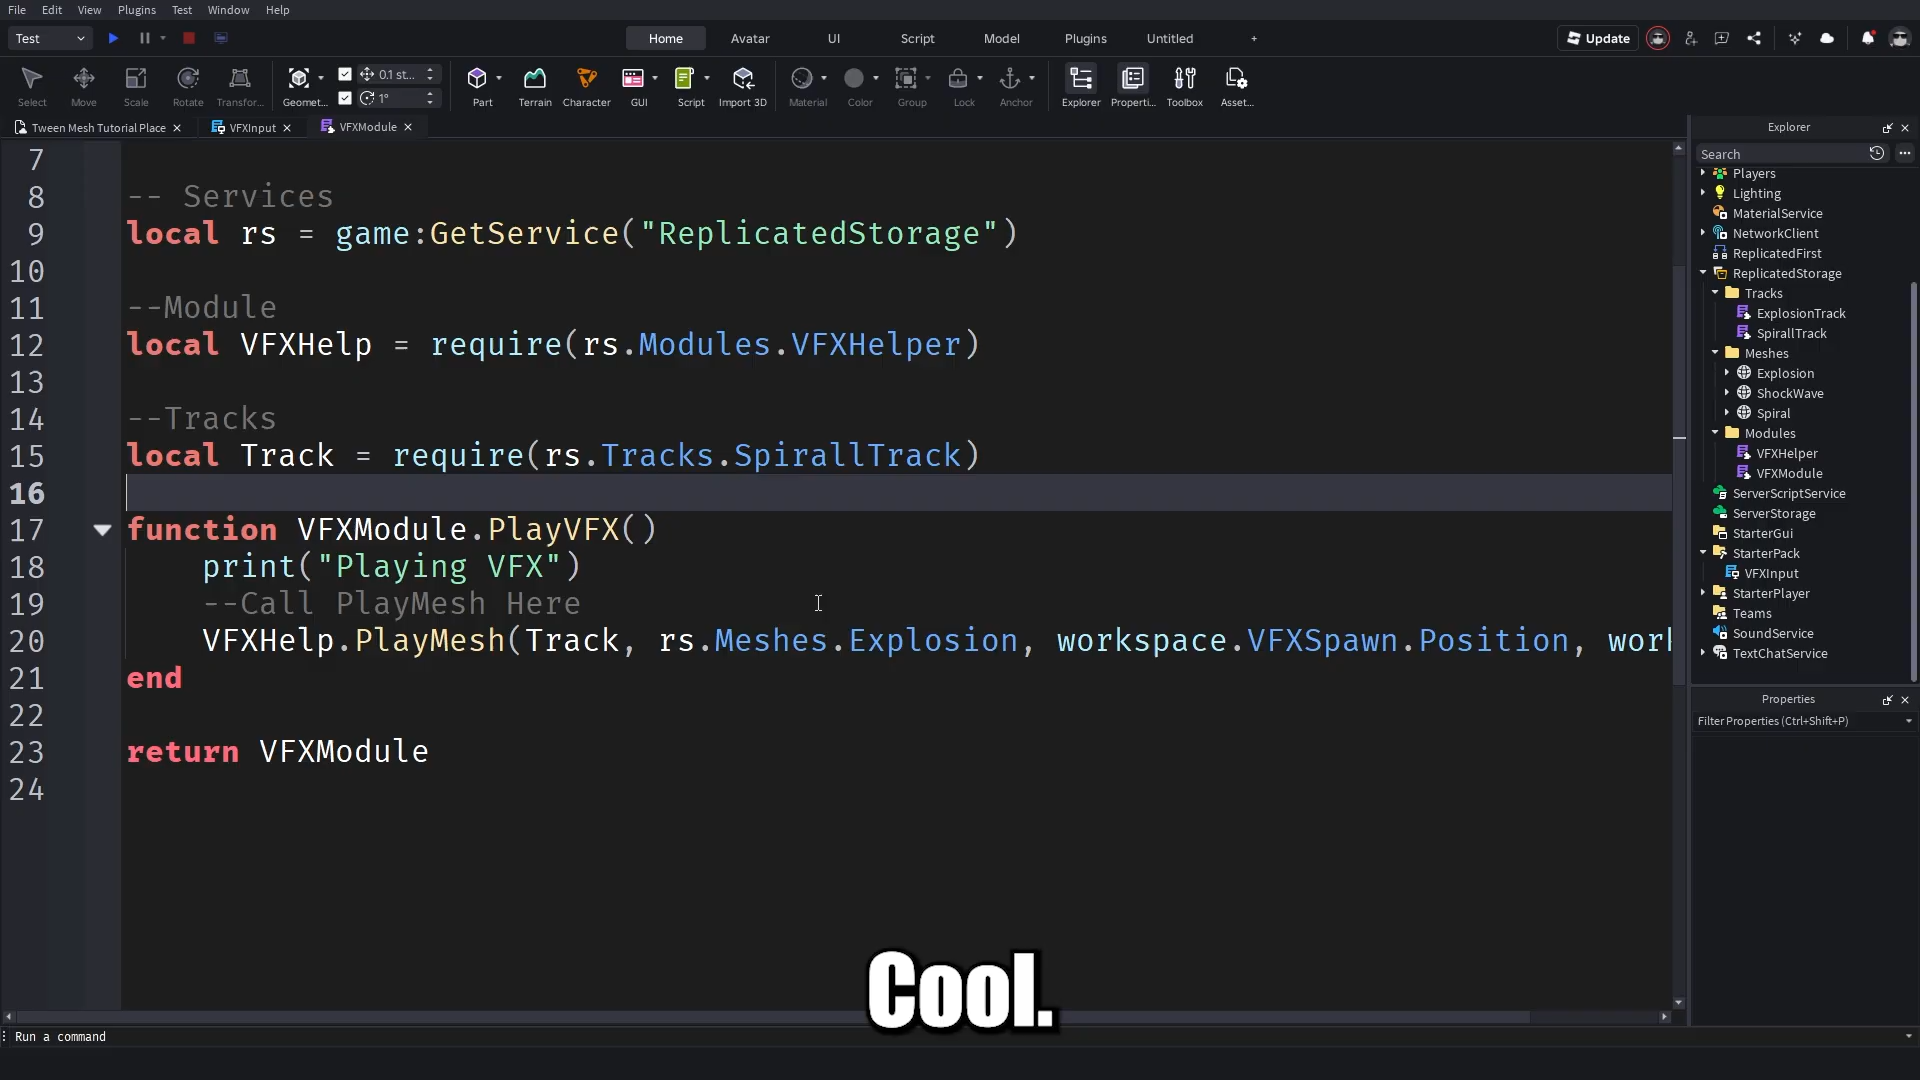 File Edit View Plugins Test Window Help
Test
Home Avatar UI Script Model Plugins Untitled +
Update
Select Move Scale Rotate Transfor... Geomet...
0.1 st...
1°
Part Terrain Character GUI Script Import 3D Material Color Group Lock Anchor Explorer Properti... Toolbox Asset...
Tween Mesh Tutorial Place VFXInput VFXModule
7
8 -- Services
9 local rs = game:GetService("ReplicatedStorage")
10
11 --Module
12 local VFXHelp = require(rs.Modules.VFXHelper)
13
14 --Tracks
15 local Track = require(rs.Tracks.SpirallTrack)
16
17 function VFXModule.PlayVFX()
18 print("Playing VFX")
19 --Call PlayMesh Here
20 VFXHelp.PlayMesh(Track, rs.Meshes.Explosion, workspace.VFXSpawn.Position, work
21 end
22
23 return VFXModule
24
Cool.
Run a command
Explorer
Search
Players
Lighting
MaterialService
NetworkClient
ReplicatedFirst
ReplicatedStorage
Tracks
ExplosionTrack
SpirallTrack
Meshes
Explosion
ShockWave
Spiral
Modules
VFXHelper
VFXModule
ServerScriptService
ServerStorage
StarterGui
StarterPack
VFXInput
StarterPlayer
Teams
SoundService
TextChatService
Properties
Filter Properties (Ctrl+Shift+P)